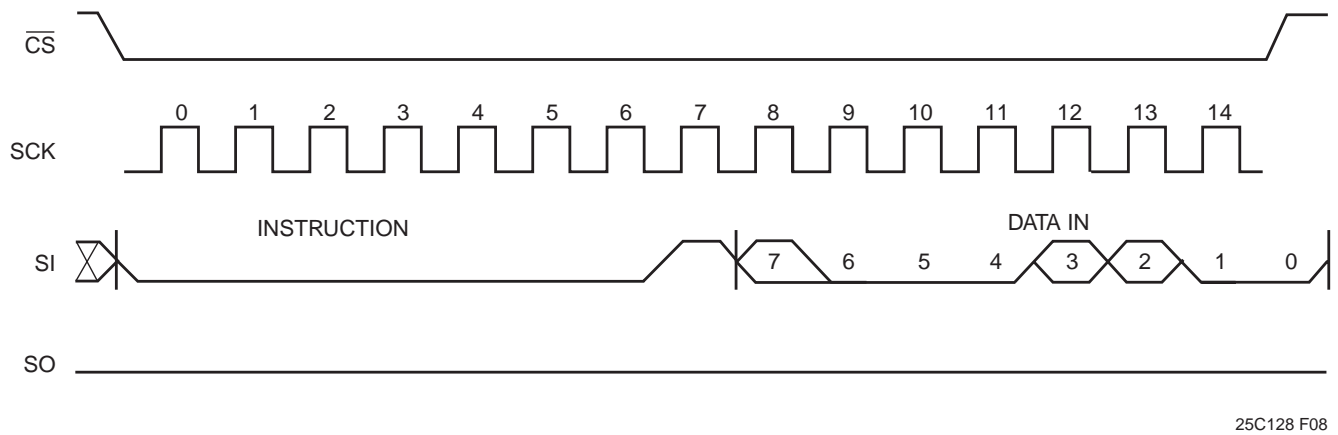 CS
0 1 2 3 4 5 6 7 8 9 10 11 12 13 14
SCK
INSTRUCTION DATA IN
SI 7 6 5 4 3 2 1 0
SO
25C128 F08